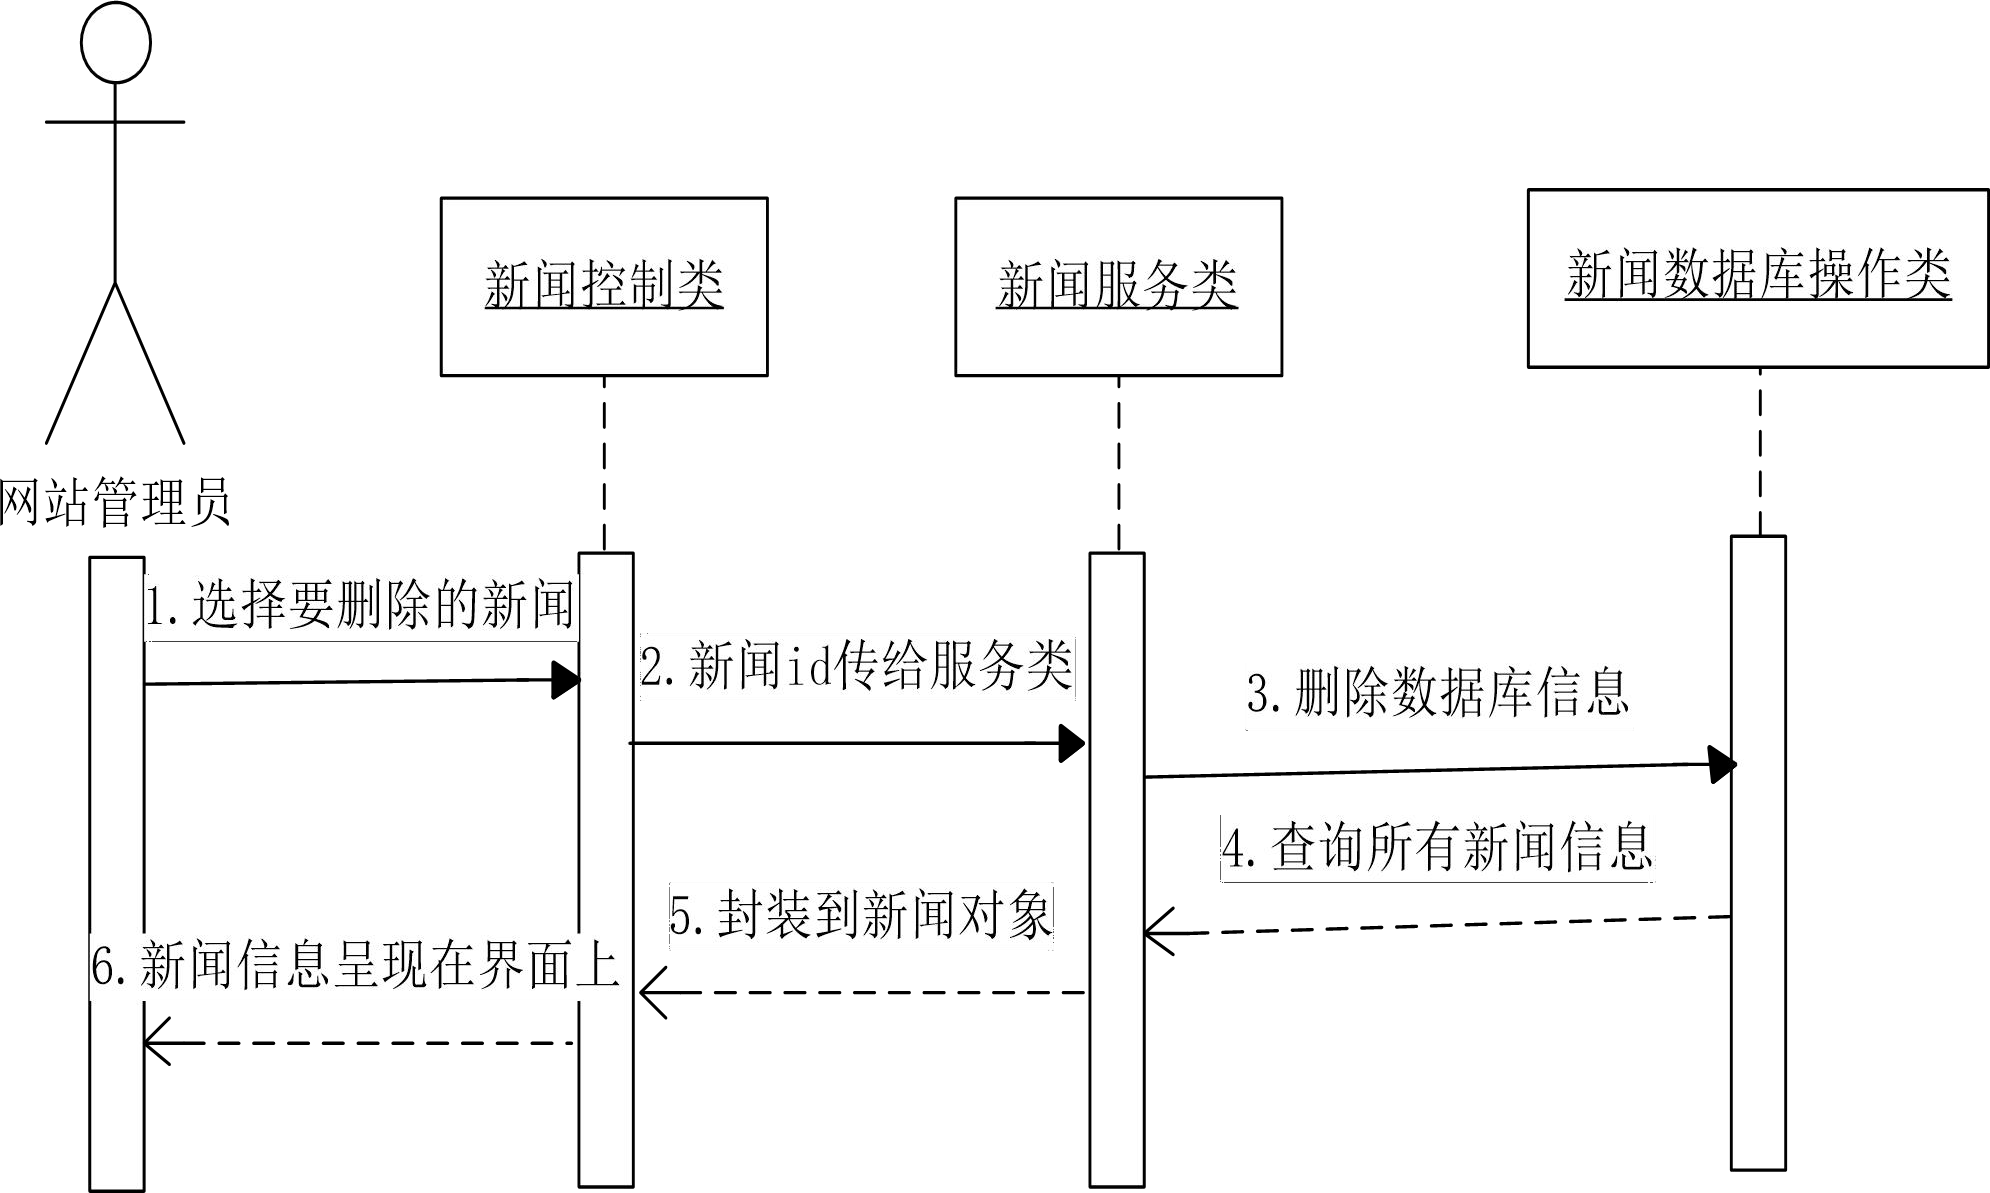 新闻控制类
新闻服务类
新闻数据库操作类
网站管理员
1.选择要删除的新闻
2.新闻id传给服务类
3.删除数据库信息
4.查询所有新闻信息
5.封装到新闻对象
6.新闻信息呈现在界面上